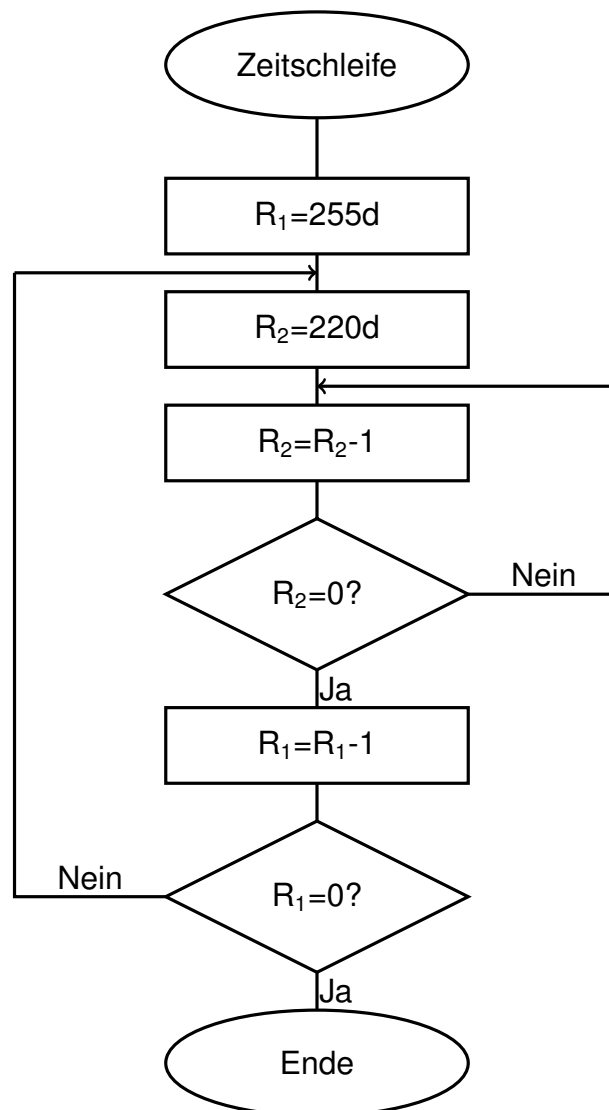 Zeitschleife
R₁=255d
R₂=220d
R₂=R₂-1
R₂=0?
Nein
Ja
R₁=R₁-1
Nein
R₁=0?
Ja
Ende